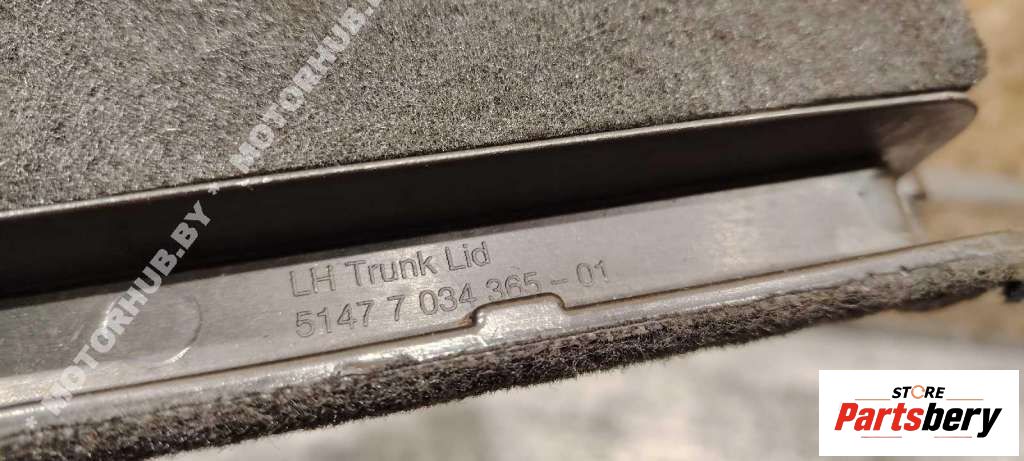 MOTORHUB.BY * MOTORHUB.BY
LH Trunk Lid
5147 7 034 365-01
STORE
Partsbery